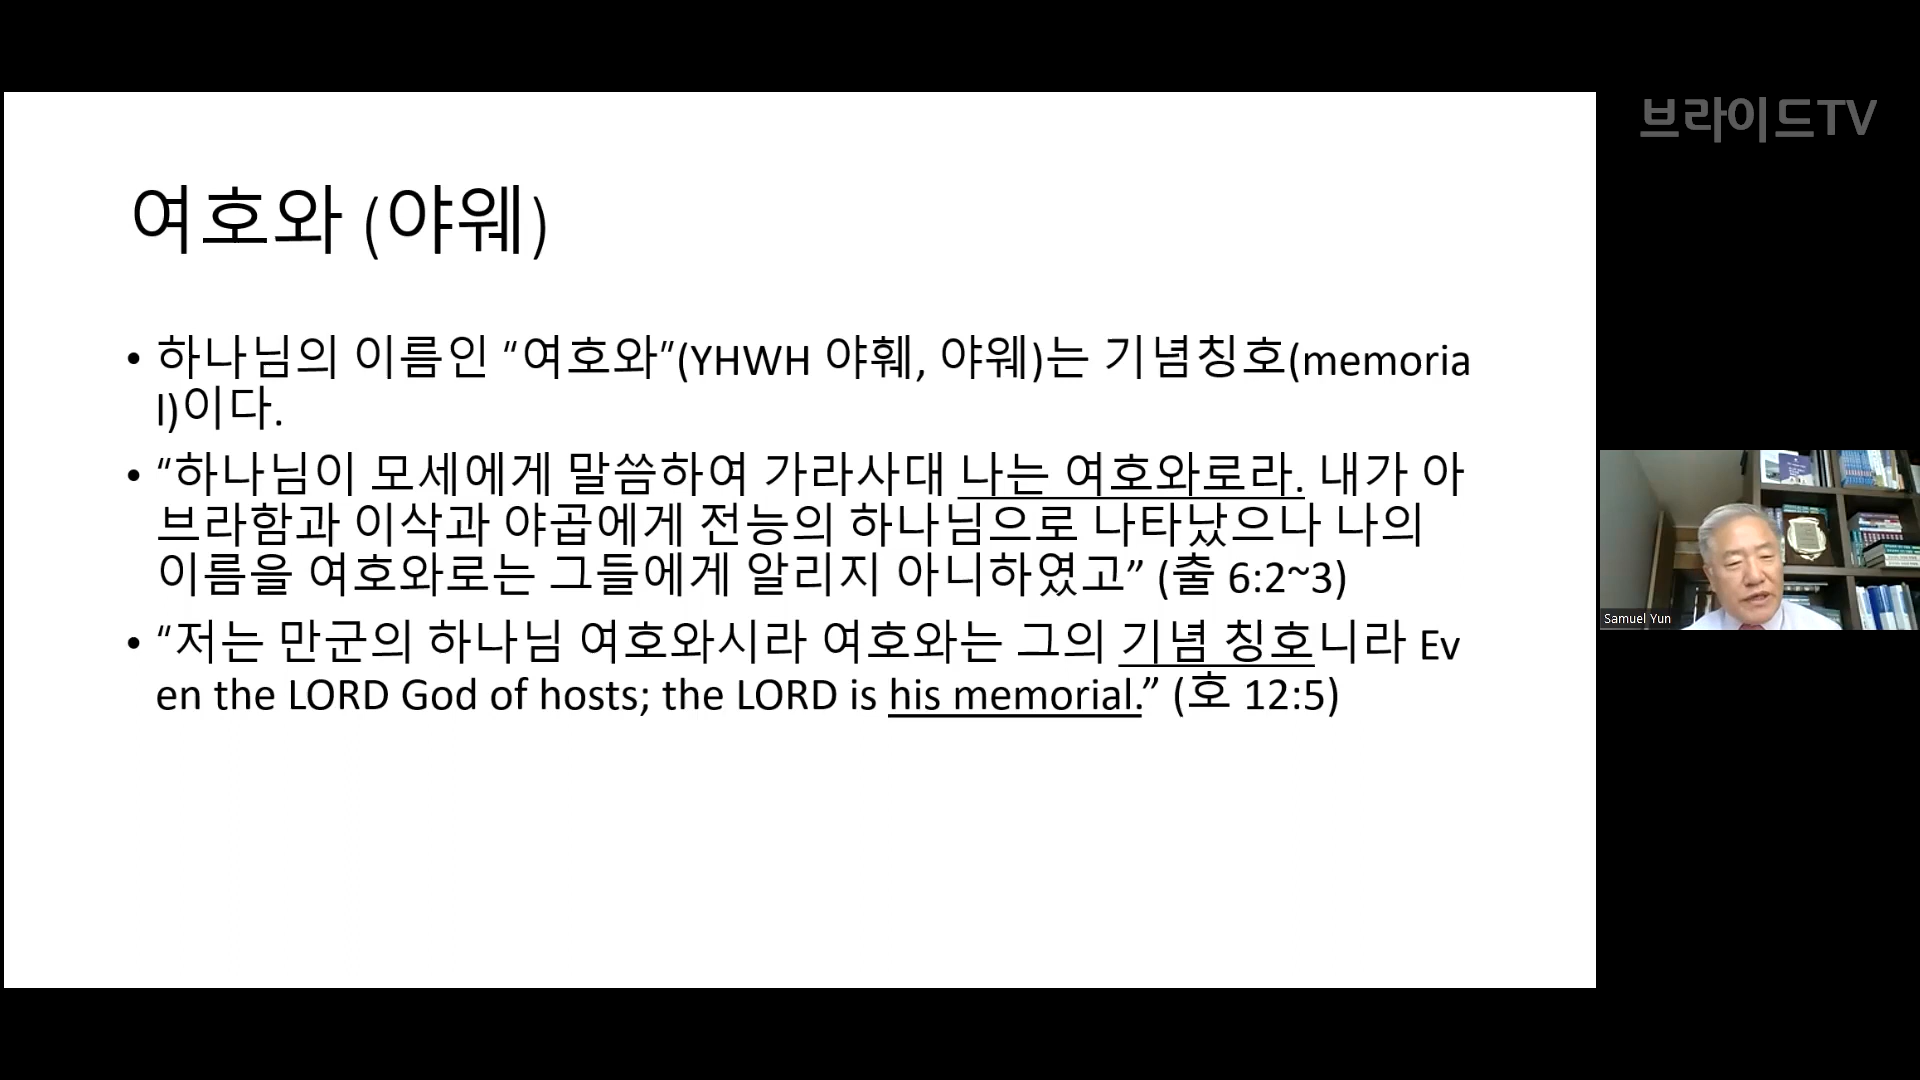 브라이드TV
여호와 (야웨)
• 하나님의 이름인 “여호와”(YHWH 야훼, 야웨)는 기념칭호(memoria
l)이다.
• “하나님이 모세에게 말씀하여 가라사대 나는 여호와로라. 내가 아
브라함과 이삭과 야곱에게 전능의 하나님으로 나타났으나 나의
이름을 여호와로는 그들에게 알리지 아니하였고” (출 6:2~3)
• “저는 만군의 하나님 여호와시라 여호와는 그의 기념 칭호니라 Ev
en the LORD God of hosts; the LORD is his memorial.” (호 12:5)
Samuel Yun